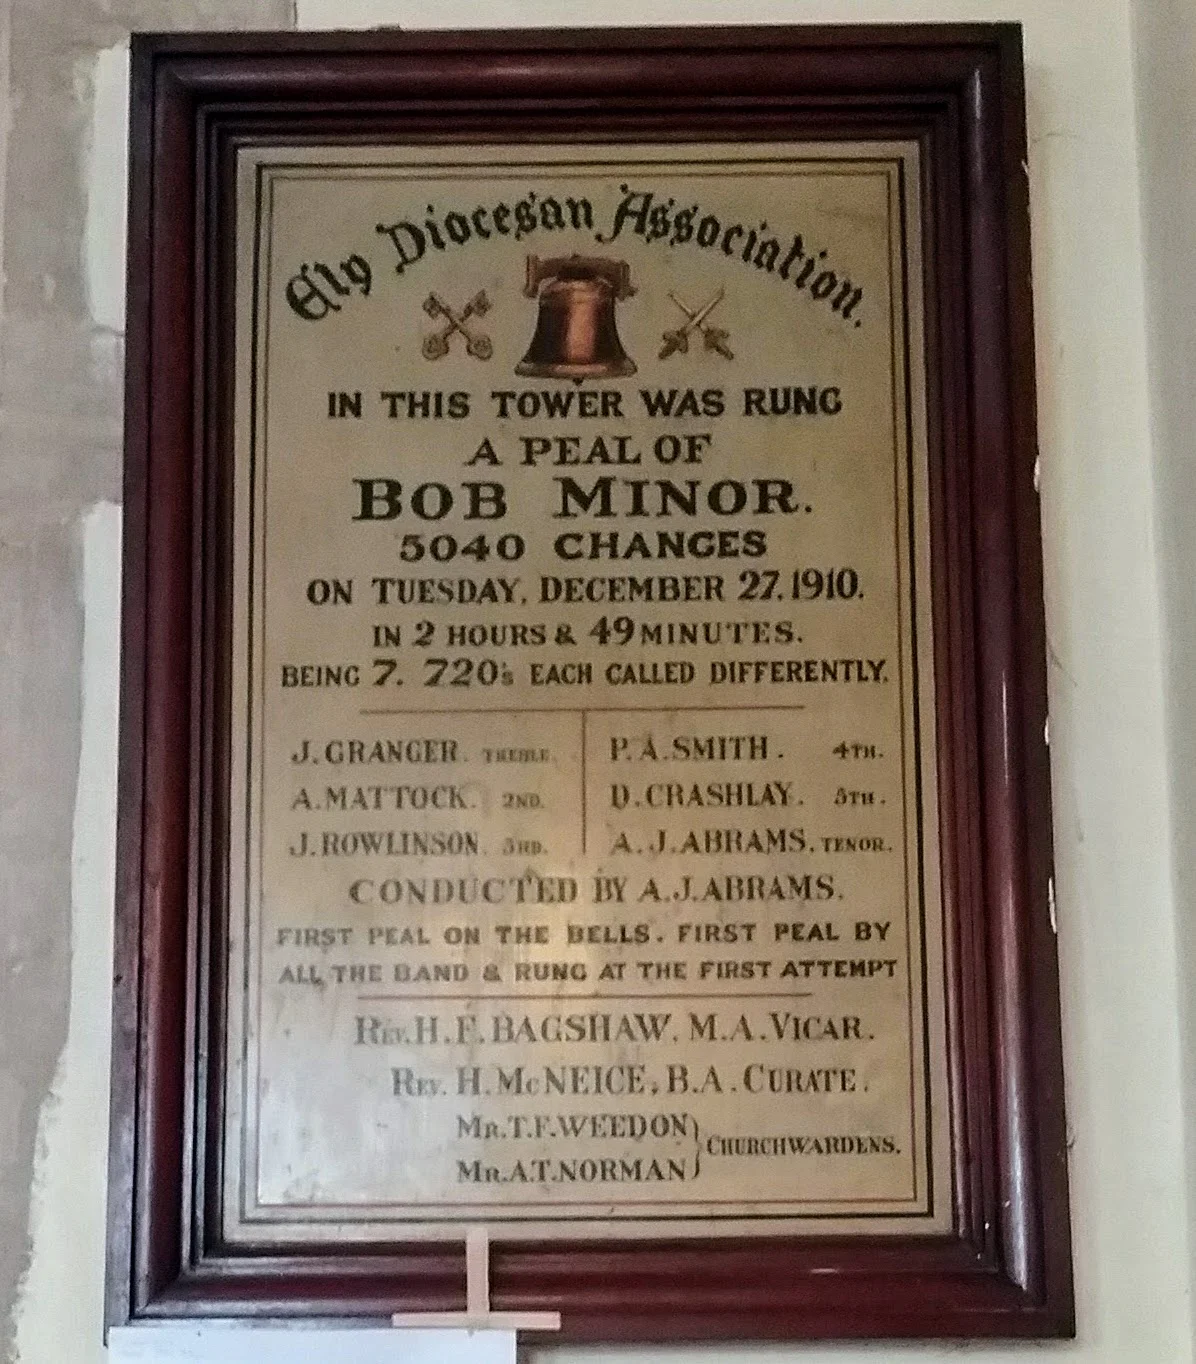 Ely Diocesan Association.
IN THIS TOWER WAS RUNG
A PEAL OF
BOB MINOR.
5040 CHANGES
ON TUESDAY, DECEMBER 27. 1910.
IN 2 HOURS & 49 MINUTES.
BEING 7. 720's EACH CALLED DIFFERENTLY.
J. GRANGER. TREBLE. P. A. SMITH. 4TH.
A. MATTOCK. 2ND. D. CRASHLAY. 5TH.
J. ROWLINSON. 3RD. A. J. ABRAMS. TENOR.
CONDUCTED BY A. J. ABRAMS.
FIRST PEAL ON THE BELLS. FIRST PEAL BY
ALL THE BAND & RUNG AT THE FIRST ATTEMPT
REV. H. F. BAGSHAW. M.A. VICAR.
REV. H. McNEICE, B.A. CURATE.
MR. T. F. WEEDON
MR. A. T. NORMAN
CHURCHWARDENS.